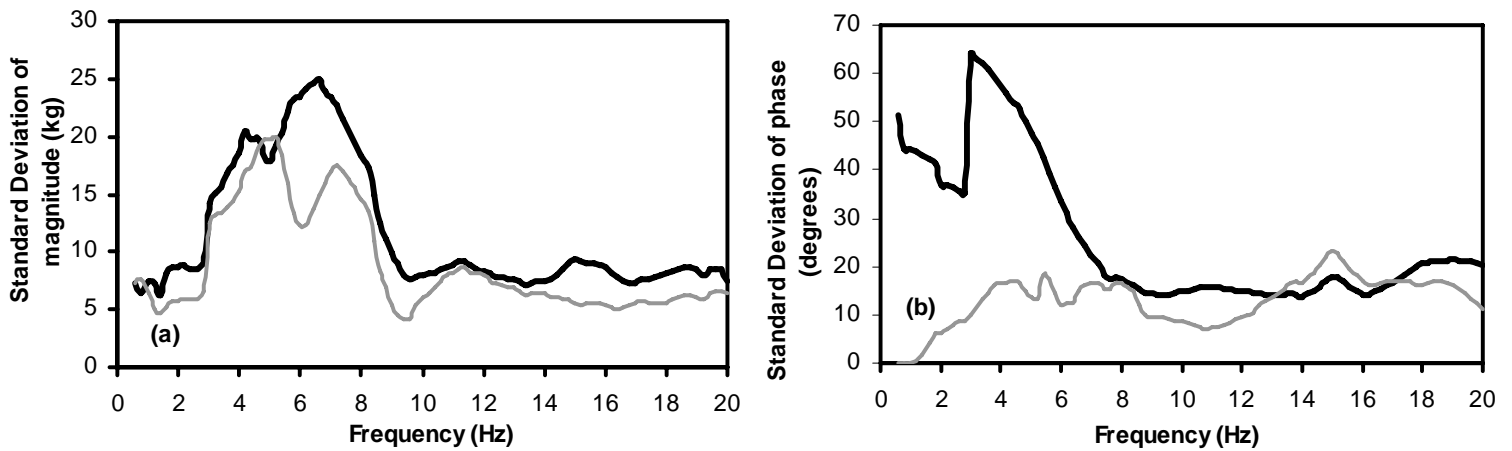 Standard Deviation of
magnitude (kg)
30
25
20
15
10
5
0
(a)
0 2 4 6 8 10 12 14 16 18 20
Frequency (Hz)
Standard Deviation of phase
(degrees)
70
60
50
40
30
20
10
0
(b)
0 2 4 6 8 10 12 14 16 18 20
Frequency (Hz)